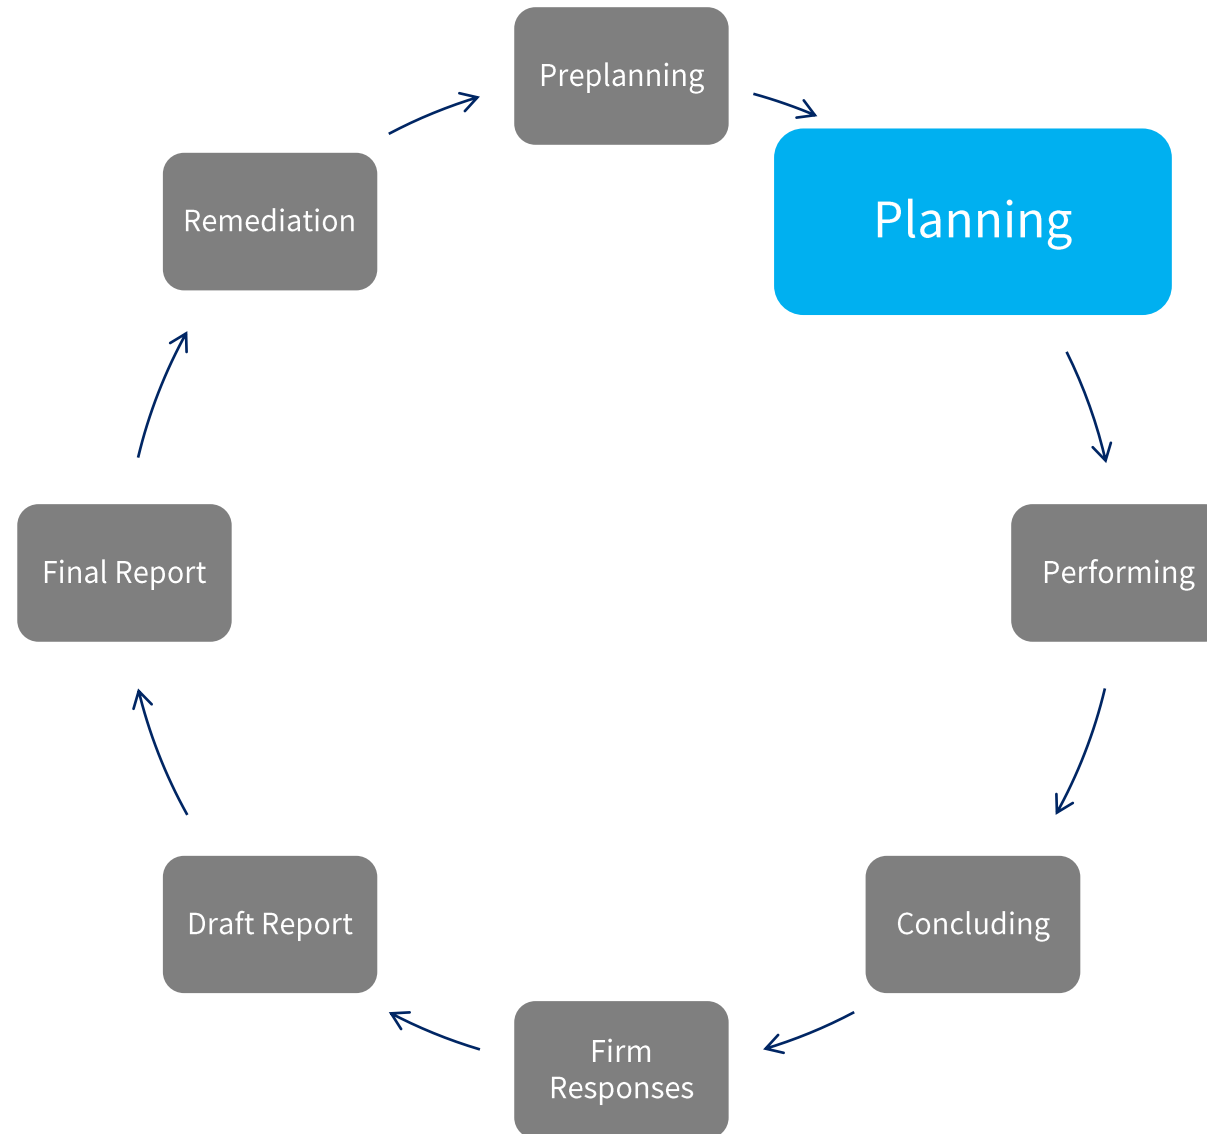 Preplanning
Planning
Performing
Concluding
Firm
Responses
Draft Report
Final Report
Remediation